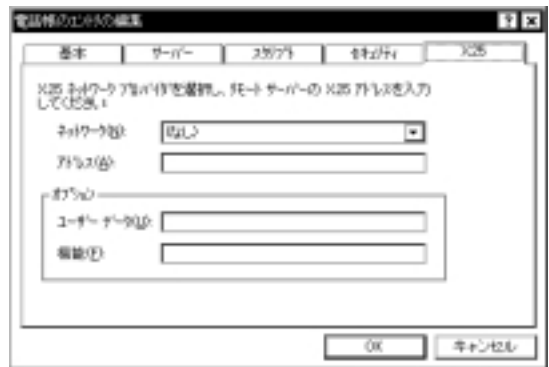 電話帳のｴﾝﾄﾘの編集
基本 ｻｰﾊﾞｰ ｽｸﾘﾌﾟﾄ ｾｷｭﾘﾃｨ X.25
X.25 ﾈｯﾄﾜｰｸ ﾌﾟﾛﾊﾞｲﾀﾞを選択し､ﾘﾓｰﾄ ｻｰﾊﾞｰの X.25 ｱﾄﾞﾚｽを入力
してください｡
ﾈｯﾄﾜｰｸ(N): (なし)
ｱﾄﾞﾚｽ(A):
ｵﾌﾟｼｮﾝ
ﾕｰｻﾞｰ ﾃﾞｰﾀ(U):
機能(F):
OK キャンセル